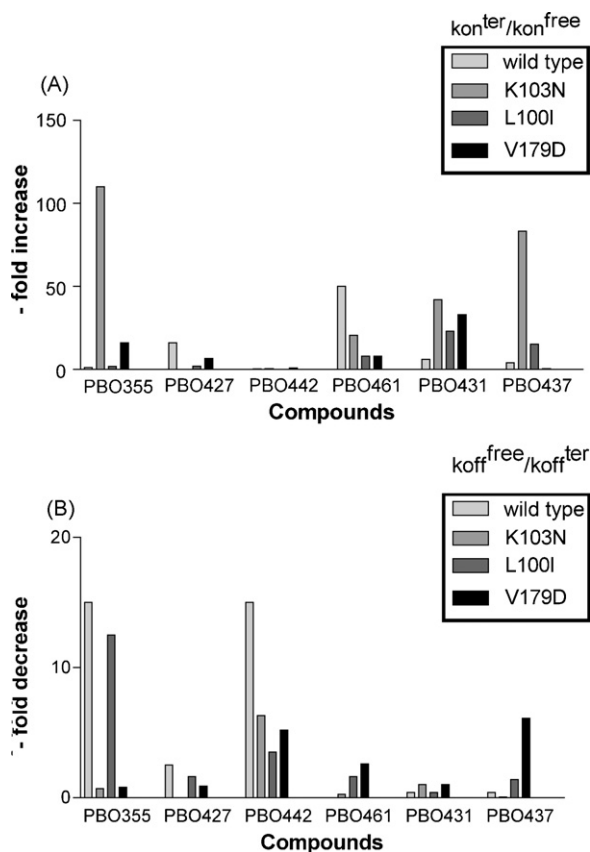 kon^ter/kon^free
wild type
K103N
L100I
V179D
(A)
150
100
50
0
- fold increase
PBO355 PBO427 PBO442 PBO461 PBO431 PBO437
Compounds
koff^free/koff^ter
wild type
K103N
L100I
V179D
(B)
20
10
0
- fold decrease
PBO355 PBO427 PBO442 PBO461 PBO431 PBO437
Compounds